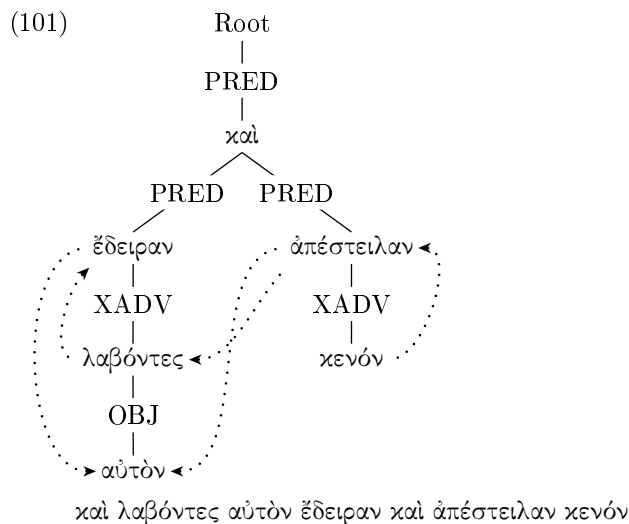 (101)
Root
PRED
καὶ
PRED PRED
ἔδειραν ἀπέστειλαν
XADV XADV
λαβόντες κενόν
OBJ
αὐτὸν
καὶ λαβόντες αὐτὸν ἔδειραν καὶ ἀπέστειλαν κενόν